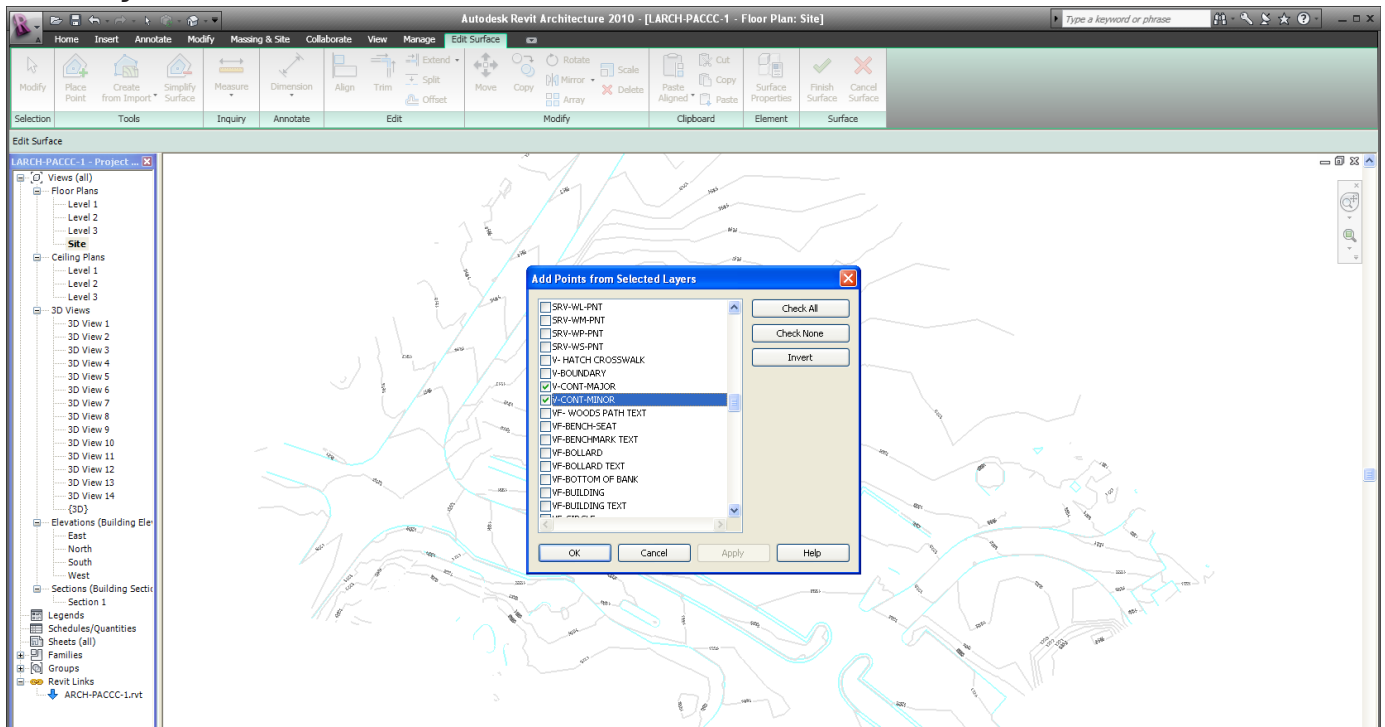 Autodesk Revit Architecture 2010 - [LARCH-PACCC-1 - Floor Plan: Site]
Type a keyword or phrase
Home Insert Annotate Modify Massing & Site Collaborate View Manage Edit Surface
Modify
Place Point
Create from Import
Simplify Surface
Measure
Dimension
Align
Trim
Extend
Split
Offset
Move
Copy
Rotate
Mirror
Array
Scale
Delete
Paste Aligned
Cut
Copy
Paste
Surface Properties
Finish Surface
Cancel Surface
Selection Tools Inquiry Annotate Edit Modify Clipboard Element Surface
Edit Surface
LARCH-PACCC-1 - Project ...
Views (all)
Floor Plans
Level 1
Level 2
Level 3
Site
Ceiling Plans
Level 1
Level 2
Level 3
3D Views
3D View 1
3D View 2
3D View 3
3D View 4
3D View 5
3D View 6
3D View 7
3D View 8
3D View 9
3D View 10
3D View 11
3D View 12
3D View 13
3D View 14
{3D}
Elevations (Building Ele
East
North
South
West
Sections (Building Sectio
Section 1
Legends
Schedules/Quantities
Sheets (all)
Families
Groups
Revit Links
ARCH-PACCC-1.rvt
Add Points from Selected Layers
SRV-WL-PNT
SRV-WM-PNT
SRV-WP-PNT
SRV-WS-PNT
V- HATCH CROSSWALK
V-BOUNDARY
V-CONT-MAJOR
V-CONT-MINOR
VF- WOODS PATH TEXT
VF-BENCH-SEAT
VF-BENCHMARK TEXT
VF-BOLLARD
VF-BOLLARD TEXT
VF-BOTTOM OF BANK
VF-BUILDING
VF-BUILDING TEXT
Check All
Check None
Invert
OK Cancel Apply Help